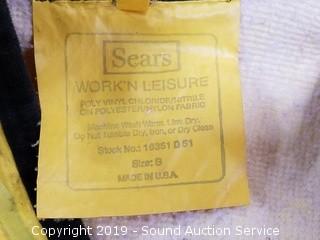 Sears
WORK'N LEISURE
POLY VINYL CHLORIDE/NITRILE
ON POLYESTER/NYLON FABRIC
Machine Wash Warm. Line Dry.
Do Not Tumble Dry, Iron, or Dry Clean
Stock No.: 10351 D 51
Size: S
MADE IN U.S.A.
Copyright 2019 - Sound Auction Service